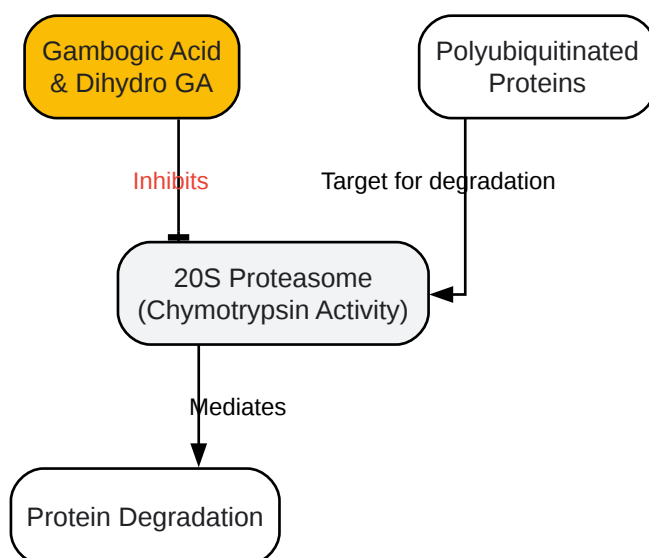 Gambogic Acid
& Dihydro GA
Polyubiquitinated
Proteins
Inhibits
Target for degradation
20S Proteasome
(Chymotrypsin Activity)
Mediates
Protein Degradation